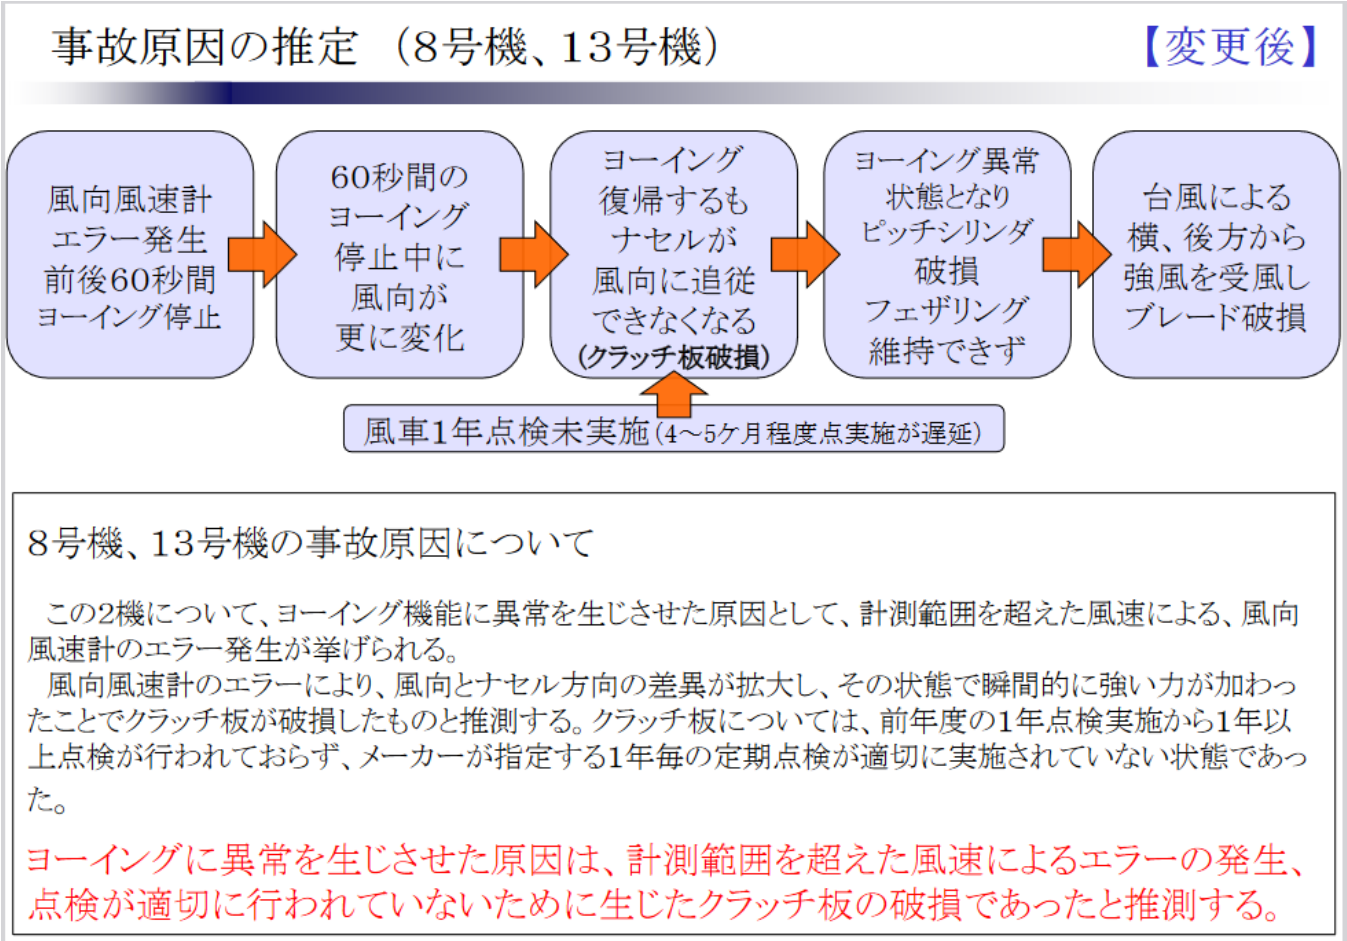 事故原因の推定 （8号機、13号機）
【変更後】
風向風速計
エラー発生
前後60秒間
ヨーイング停止
60秒間の
ヨーイング
停止中に
風向が
更に変化
ヨーイング
復帰するも
ナセルが
風向に追従
できなくなる
(クラッチ板破損)
ヨーイング異常
状態となり
ピッチシリンダ
破損
フェザリング
維持できず
台風による
横、後方から
強風を受風し
ブレード破損
風車1年点検未実施(4～5ケ月程度点実施が遅延)
8号機、13号機の事故原因について
この2機について、ヨーイング機能に異常を生じさせた原因として、計測範囲を超えた風速による、風向
風速計のエラー発生が挙げられる。
風向風速計のエラーにより、風向とナセル方向の差異が拡大し、その状態で瞬間的に強い力が加わっ
たことでクラッチ板が破損したものと推測する。クラッチ板については、前年度の1年点検実施から1年以
上点検が行われておらず、メーカーが指定する1年毎の定期点検が適切に実施されていない状態であっ
た。
ヨーイングに異常を生じさせた原因は、計測範囲を超えた風速によるエラーの発生、
点検が適切に行われていないために生じたクラッチ板の破損であったと推測する。